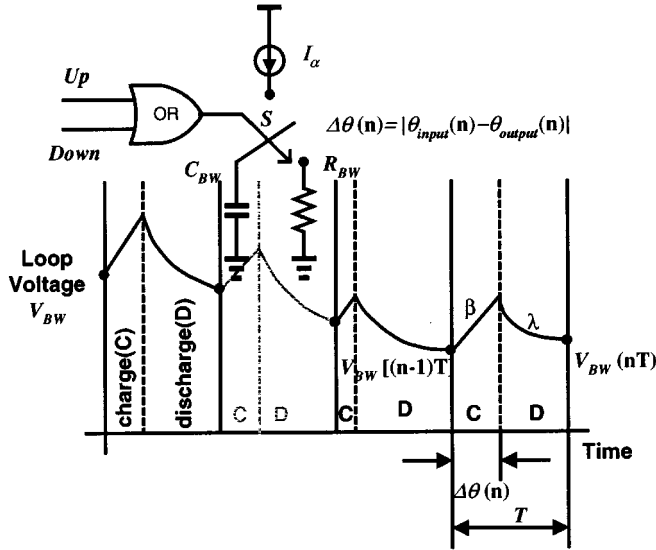 I_α
Up
OR
S
Down
Δθ(n)=|θ_input(n)−θ_output(n)|
C_BW
R_BW
Loop
Voltage
V_BW
charge(C)
discharge(D)
C
D
V_BW[(n-1)T]
C
D
β
λ
V_BW(nT)
C
D
Time
Δθ(n)
T